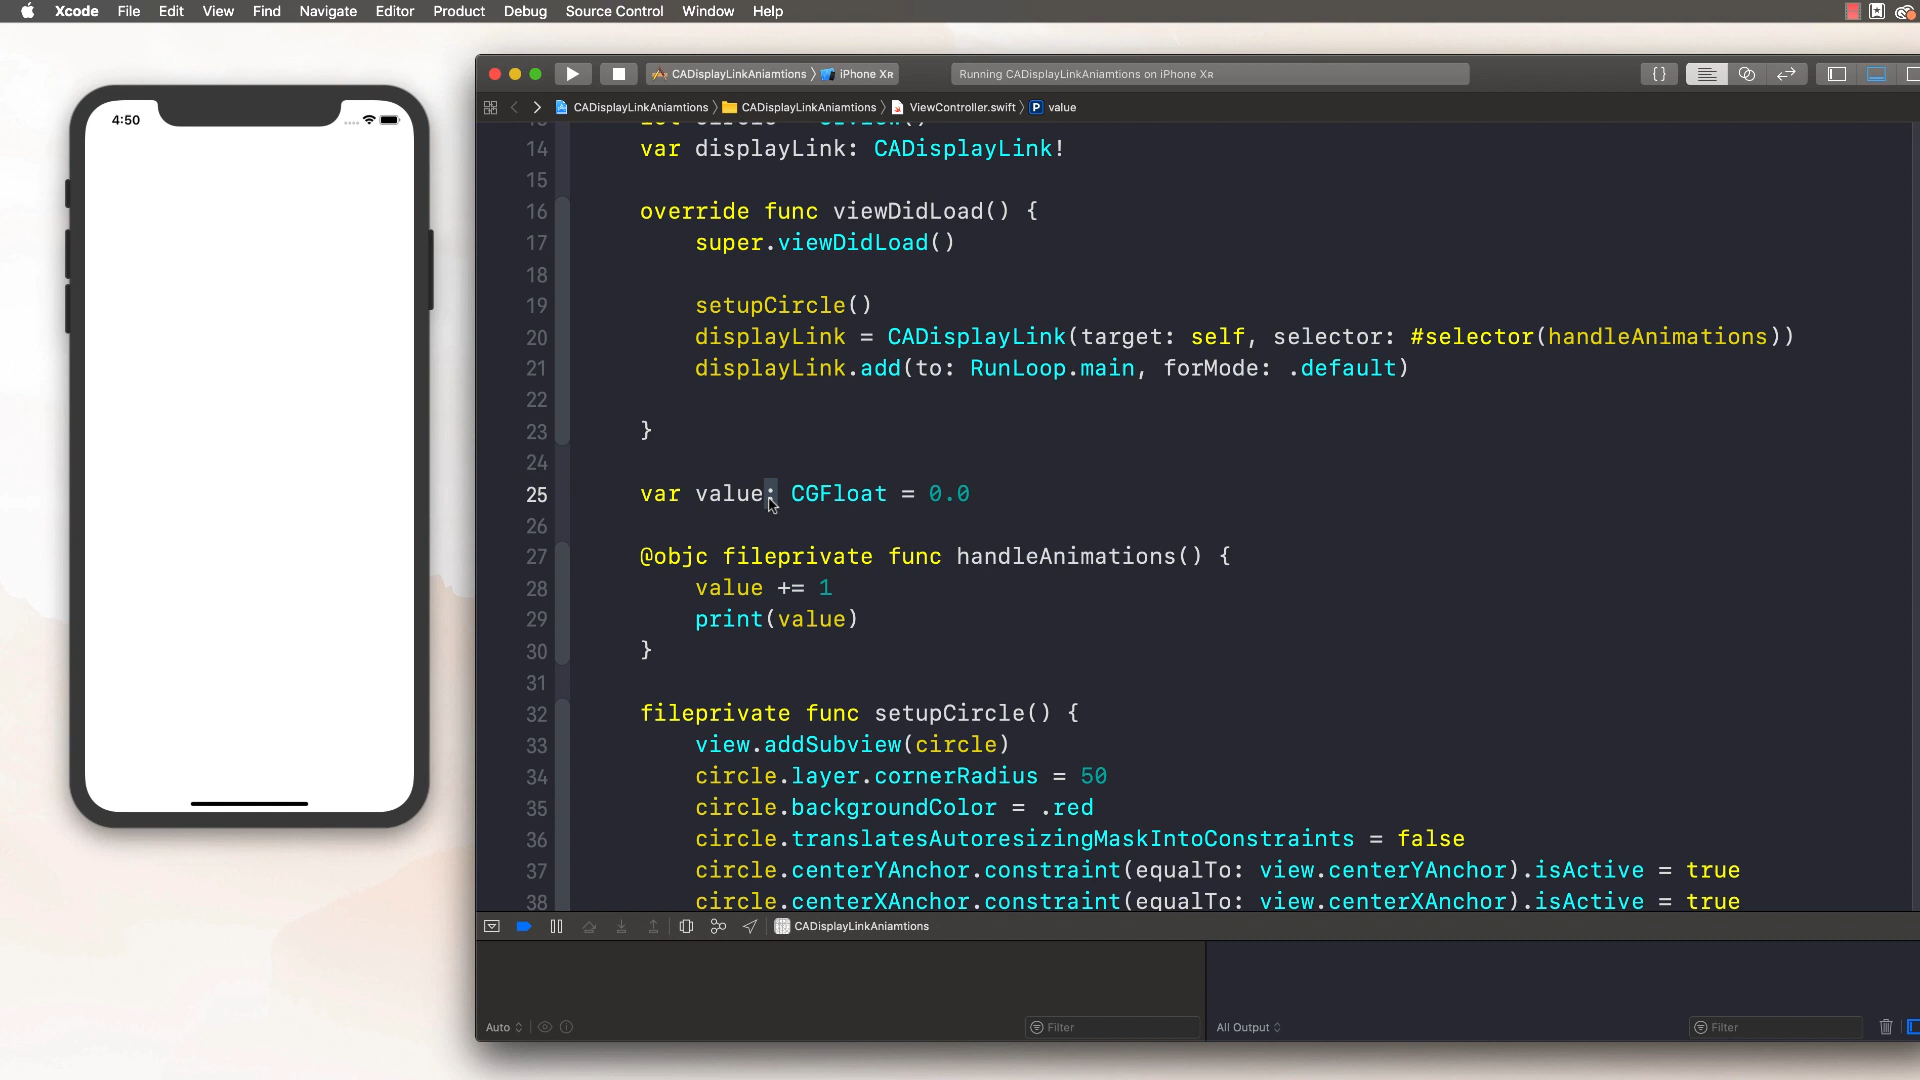 Xcode File Edit View Find Navigate Editor Product Debug Source Control Window Help
4:50
CADisplayLinkAniamtions 〉 iPhone XR
Running CADisplayLinkAniamtions on iPhone XR
{ }
CADisplayLinkAniamtions 〉 CADisplayLinkAniamtions 〉 ViewController.swift 〉 P value
14 var displayLink: CADisplayLink!
15
16 override func viewDidLoad() {
17 super.viewDidLoad()
18
19 setupCircle()
20 displayLink = CADisplayLink(target: self, selector: #selector(handleAnimations))
21 displayLink.add(to: RunLoop.main, forMode: .default)
22
23 }
24
25 var value: CGFloat = 0.0
26
27 @objc fileprivate func handleAnimations() {
28 value += 1
29 print(value)
30 }
31
32 fileprivate func setupCircle() {
33 view.addSubview(circle)
34 circle.layer.cornerRadius = 50
35 circle.backgroundColor = .red
36 circle.translatesAutoresizingMaskIntoConstraints = false
37 circle.centerYAnchor.constraint(equalTo: view.centerYAnchor).isActive = true
38 circle.centerXAnchor.constraint(equalTo: view.centerXAnchor).isActive = true
CADisplayLinkAniamtions
Auto Filter All Output Filter